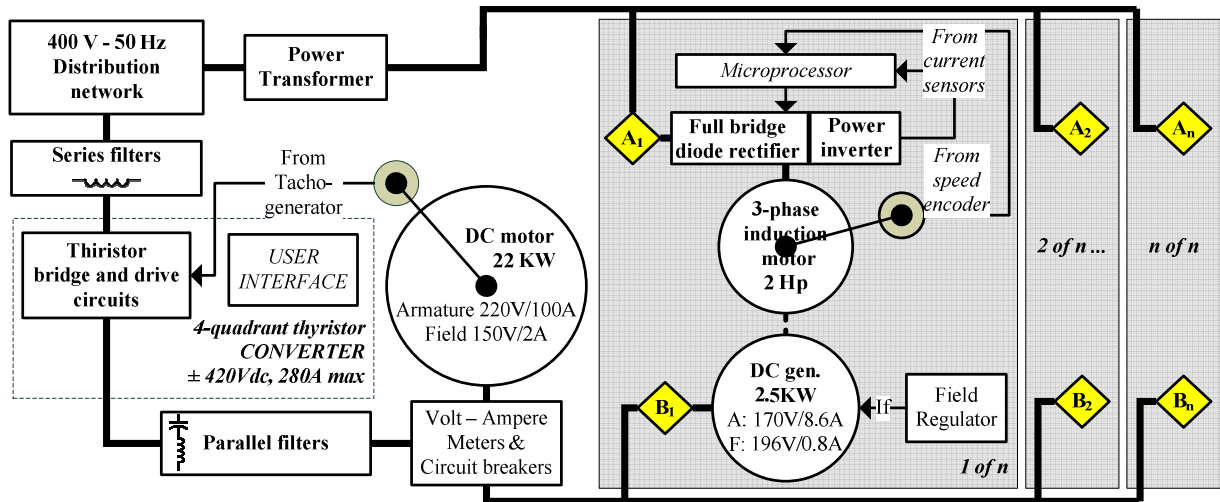 400 V - 50 Hz
Distribution
network
Power
Transformer
Series filters
From
Tacho-
generator
Thiristor
bridge and drive
circuits
USER
INTERFACE
4-quadrant thyristor
CONVERTER
± 420Vdc, 280A max
DC motor
22 KW
Armature 220V/100A
Field 150V/2A
Parallel filters
Volt – Ampere
Meters &
Circuit breakers
From
current
sensors
Microprocessor
A1
Full bridge
diode rectifier
Power
inverter
From
speed
encoder
3-phase
induction
motor
2 Hp
DC gen.
2.5KW
A: 170V/8.6A
F: 196V/0.8A
B1
If
Field
Regulator
1 of n
A2
2 of n ...
B2
An
n of n
Bn